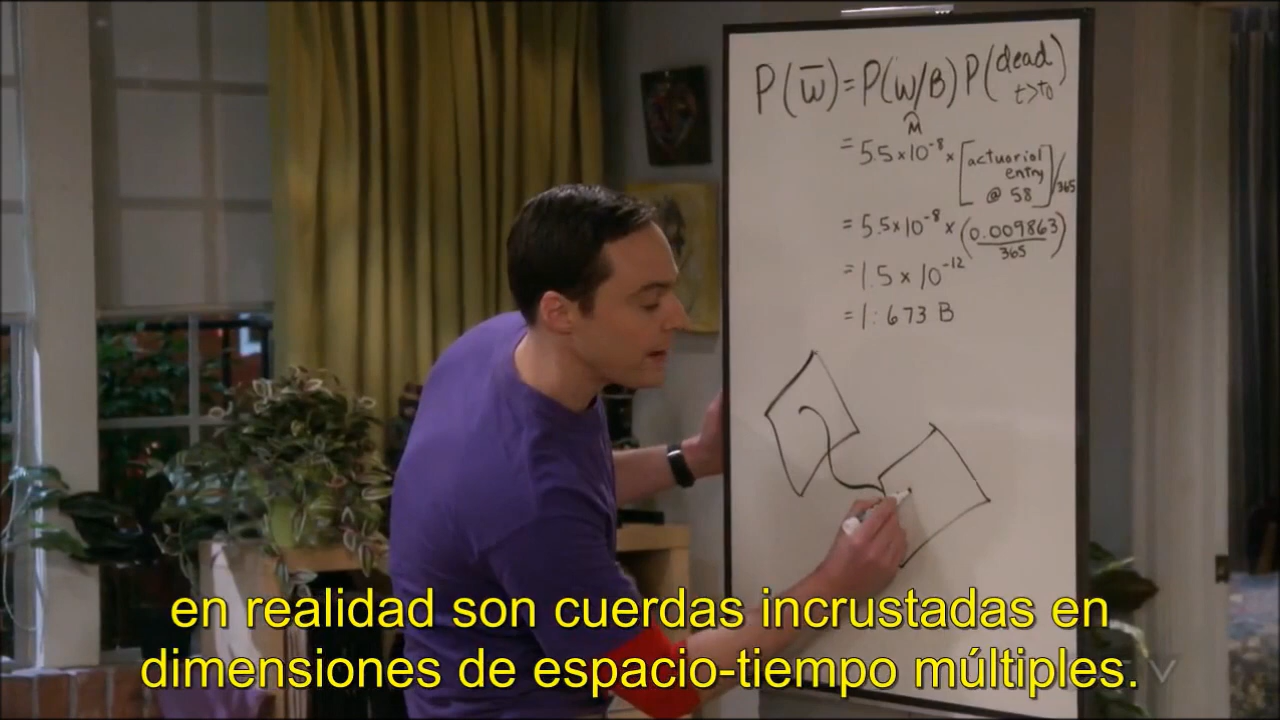 P(w̅)=P(W/B)P(dead
t>t0)
M
=5.5×10⁻⁸×[actuarial
entry
@ 58]/365
=5.5×10⁻⁸×(0.009863
365)
=1.5×10⁻¹²
=1:673 B
en realidad son cuerdas incrustadas en
dimensiones de espacio-tiempo múltiples.
V